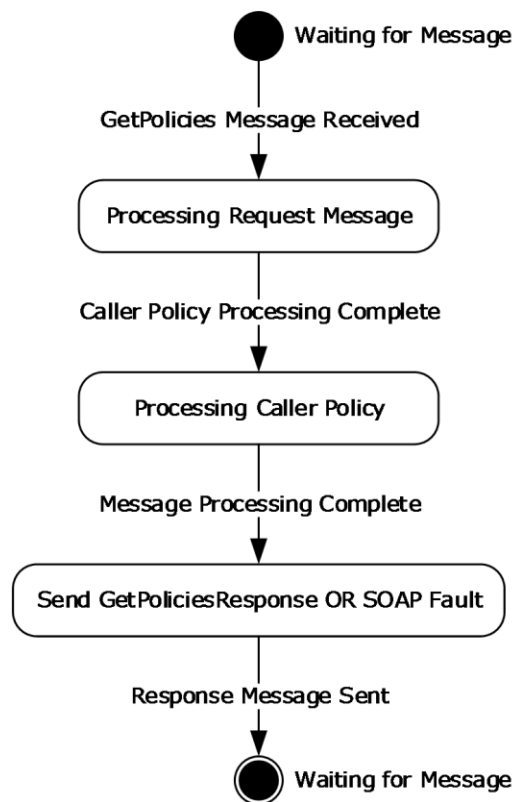 Waiting for Message
GetPolicies Message Received
Processing Request Message
Caller Policy Processing Complete
Processing Caller Policy
Message Processing Complete
Send GetPoliciesResponse OR SOAP Fault
Response Message Sent
Waiting for Message